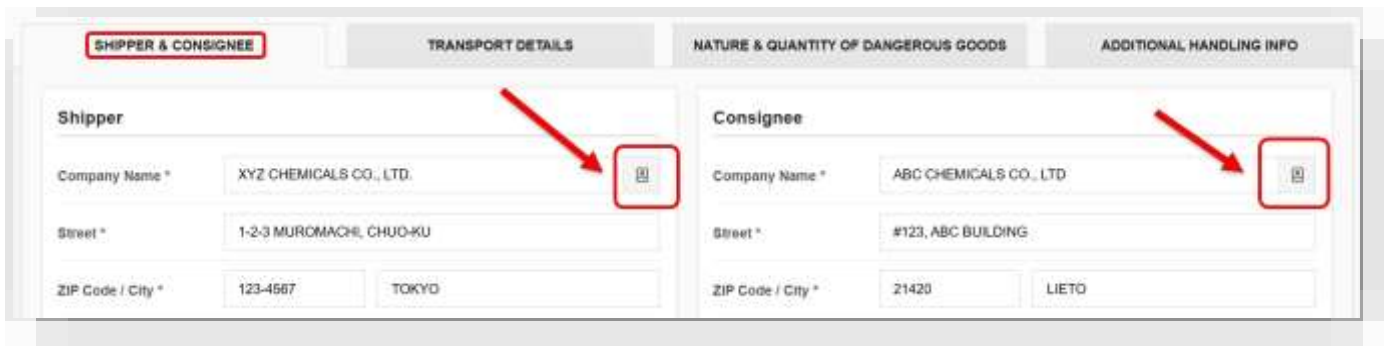 SHIPPER & CONSIGNEE TRANSPORT DETAILS NATURE & QUANTITY OF DANGEROUS GOODS ADDITIONAL HANDLING INFO
Shipper
Company Name * XYZ CHEMICALS CO., LTD.
Street * 1-2-3 MUROMACHI, CHUO-KU
ZIP Code / City * 123-4567 TOKYO
Consignee
Company Name * ABC CHEMICALS CO., LTD
Street * #123, ABC BUILDING
ZIP Code / City * 21420 LIETO